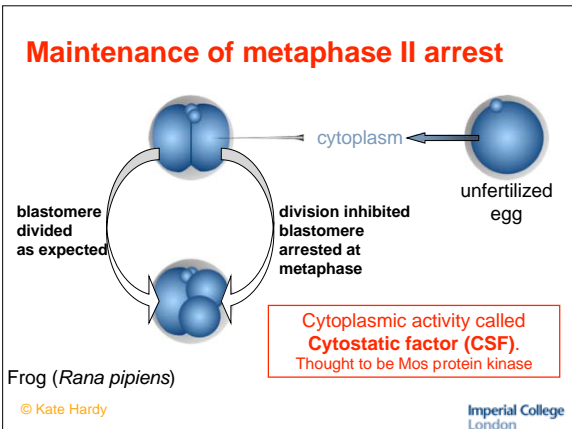 Maintenance of metaphase II arrest
cytoplasm
unfertilized
egg
blastomere
divided
as expected
division inhibited
blastomere
arrested at
metaphase
Cytoplasmic activity called
Cytostatic factor (CSF).
Thought to be Mos protein kinase
Frog (Rana pipiens)
© Kate Hardy
Imperial College
London